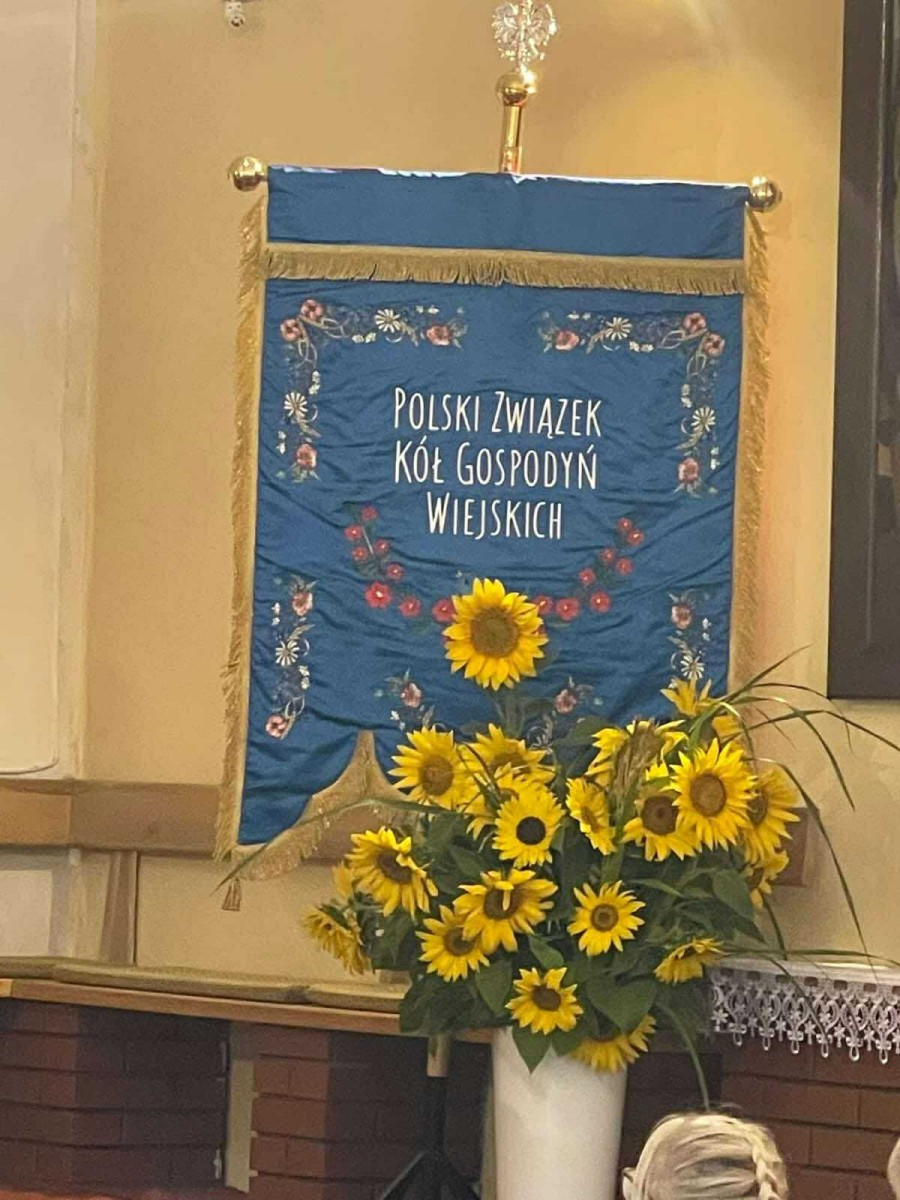 Polski Związek
Kół Gospodyń
Wiejskich